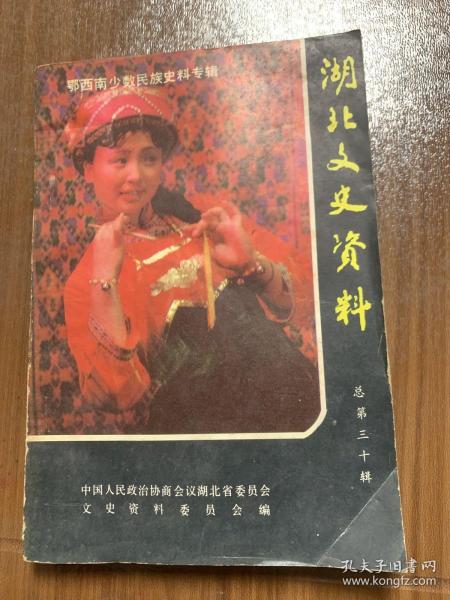 鄂西南少数民族史料专辑
湖北文史资料
总第三十辑
中国人民政治协商会议湖北省委员会
文史资料委员会编
孔夫子旧书网
www.kongfz.com